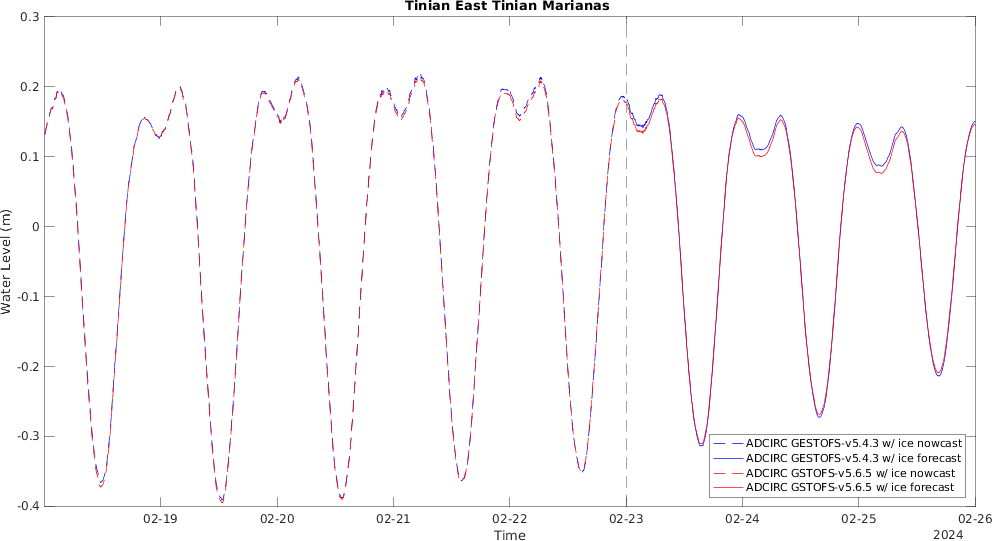 Tinian East Tinian Marianas
0.3
0.2
0.1
0
-0.1
-0.2
-0.3
-0.4
Water Level (m)
ADCIRC GESTOFS-v5.4.3 w/ ice nowcast
ADCIRC GESTOFS-v5.4.3 w/ ice forecast
ADCIRC GSTOFS-v5.6.5 w/ ice nowcast
ADCIRC GSTOFS-v5.6.5 w/ ice forecast
02-19 02-20 02-21 02-22 02-23 02-24 02-25 02-26
Time
2024